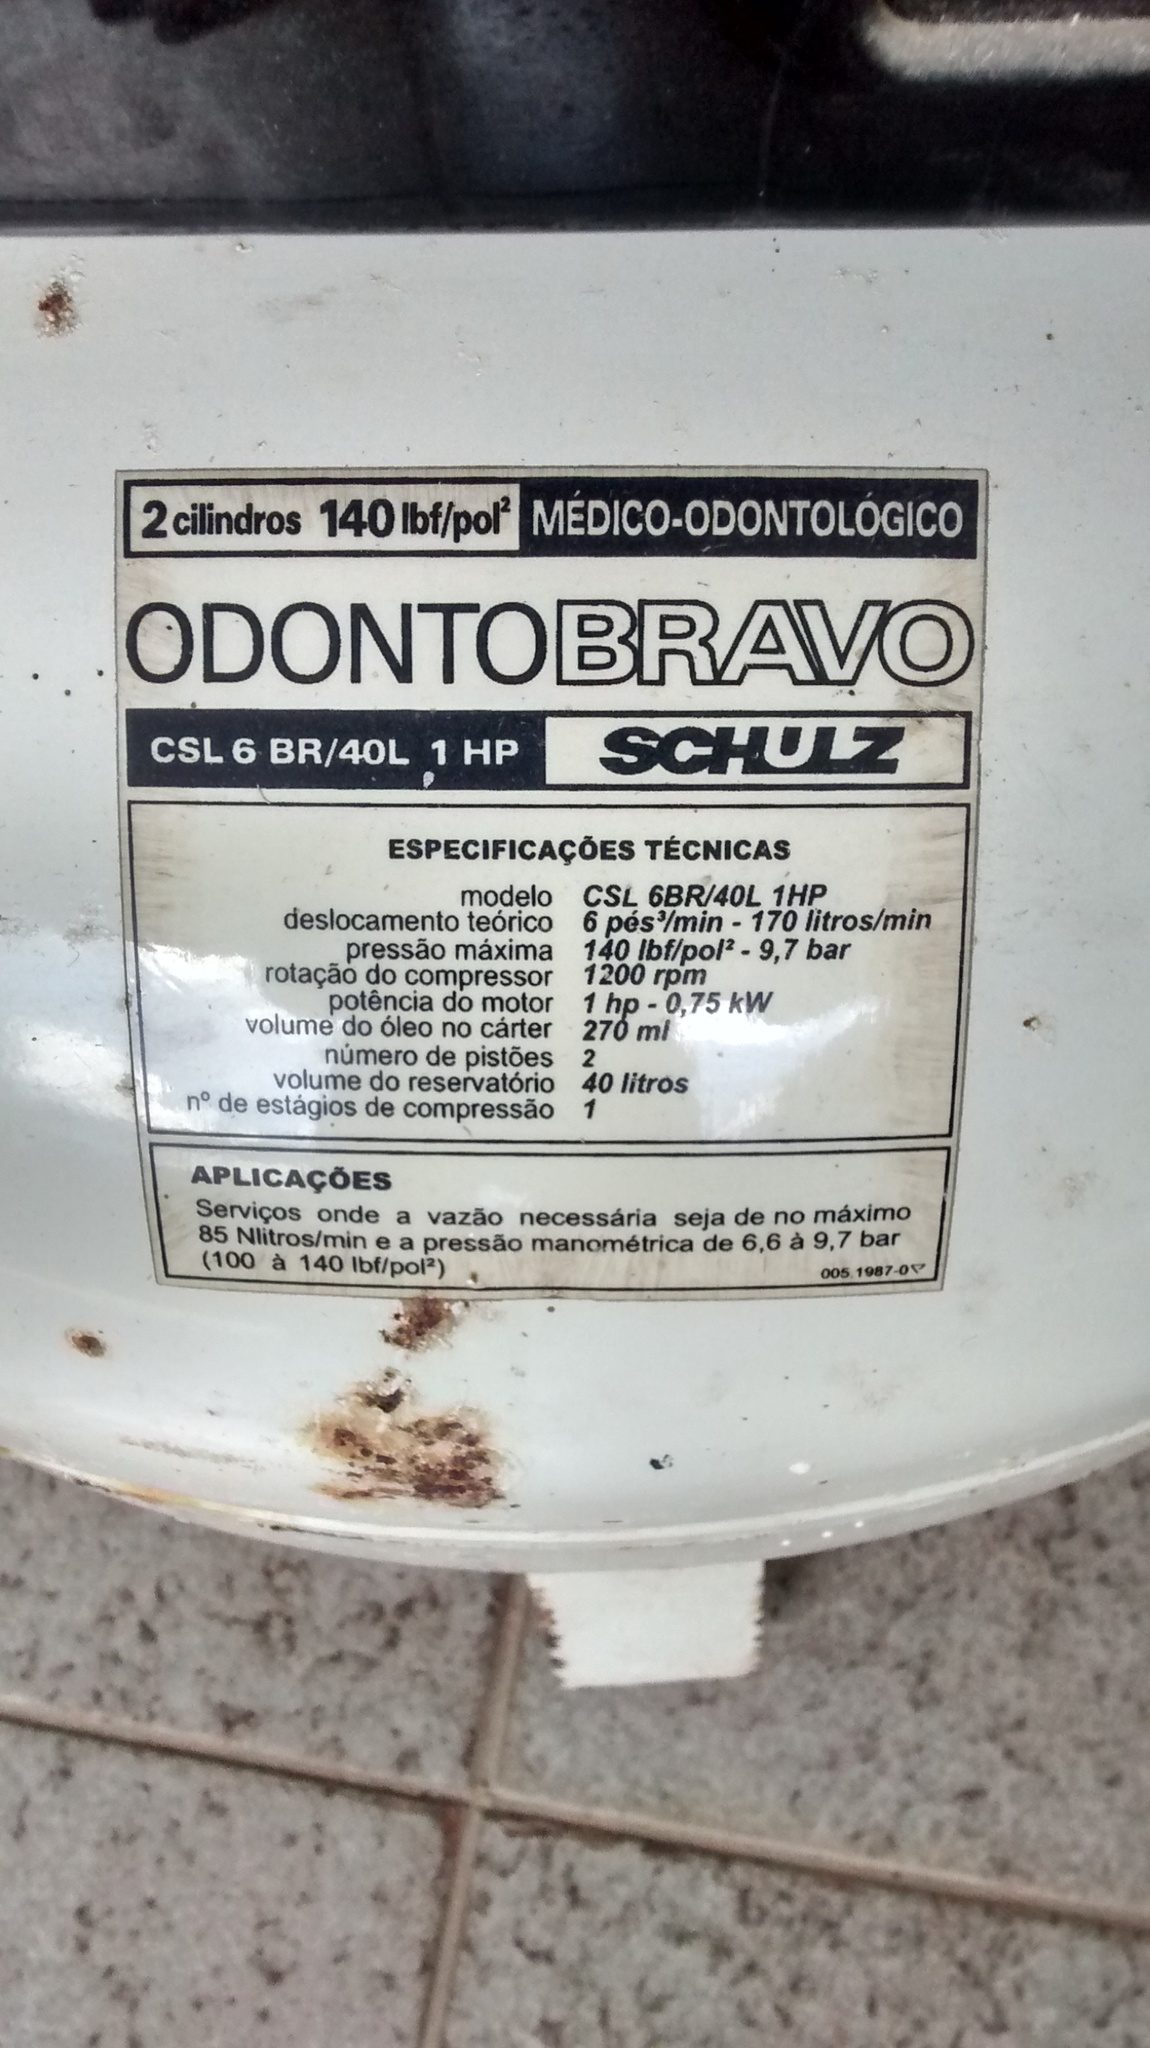 2 cilindros 140 lbf/pol² MÉDICO-ODONTOLÓGICO
ODONTOBRAVO
CSL 6 BR/40L 1 HP SCHULZ
ESPECIFICAÇÕES TÉCNICAS
modelo CSL 6BR/40L 1HP
deslocamento teórico 6 pés³/min - 170 litros/min
pressão máxima 140 lbf/pol² - 9,7 bar
rotação do compressor 1200 rpm
potência do motor 1 hp - 0,75 kW
volume do óleo no cárter 270 ml
número de pistões 2
volume do reservatório 40 litros
nº de estágios de compressão 1
APLICAÇÕES
Serviços onde a vazão necessária seja de no máximo
85 Nlitros/min e a pressão manométrica de 6,6 à 9,7 bar
(100 à 140 lbf/pol²)
005.1987-0